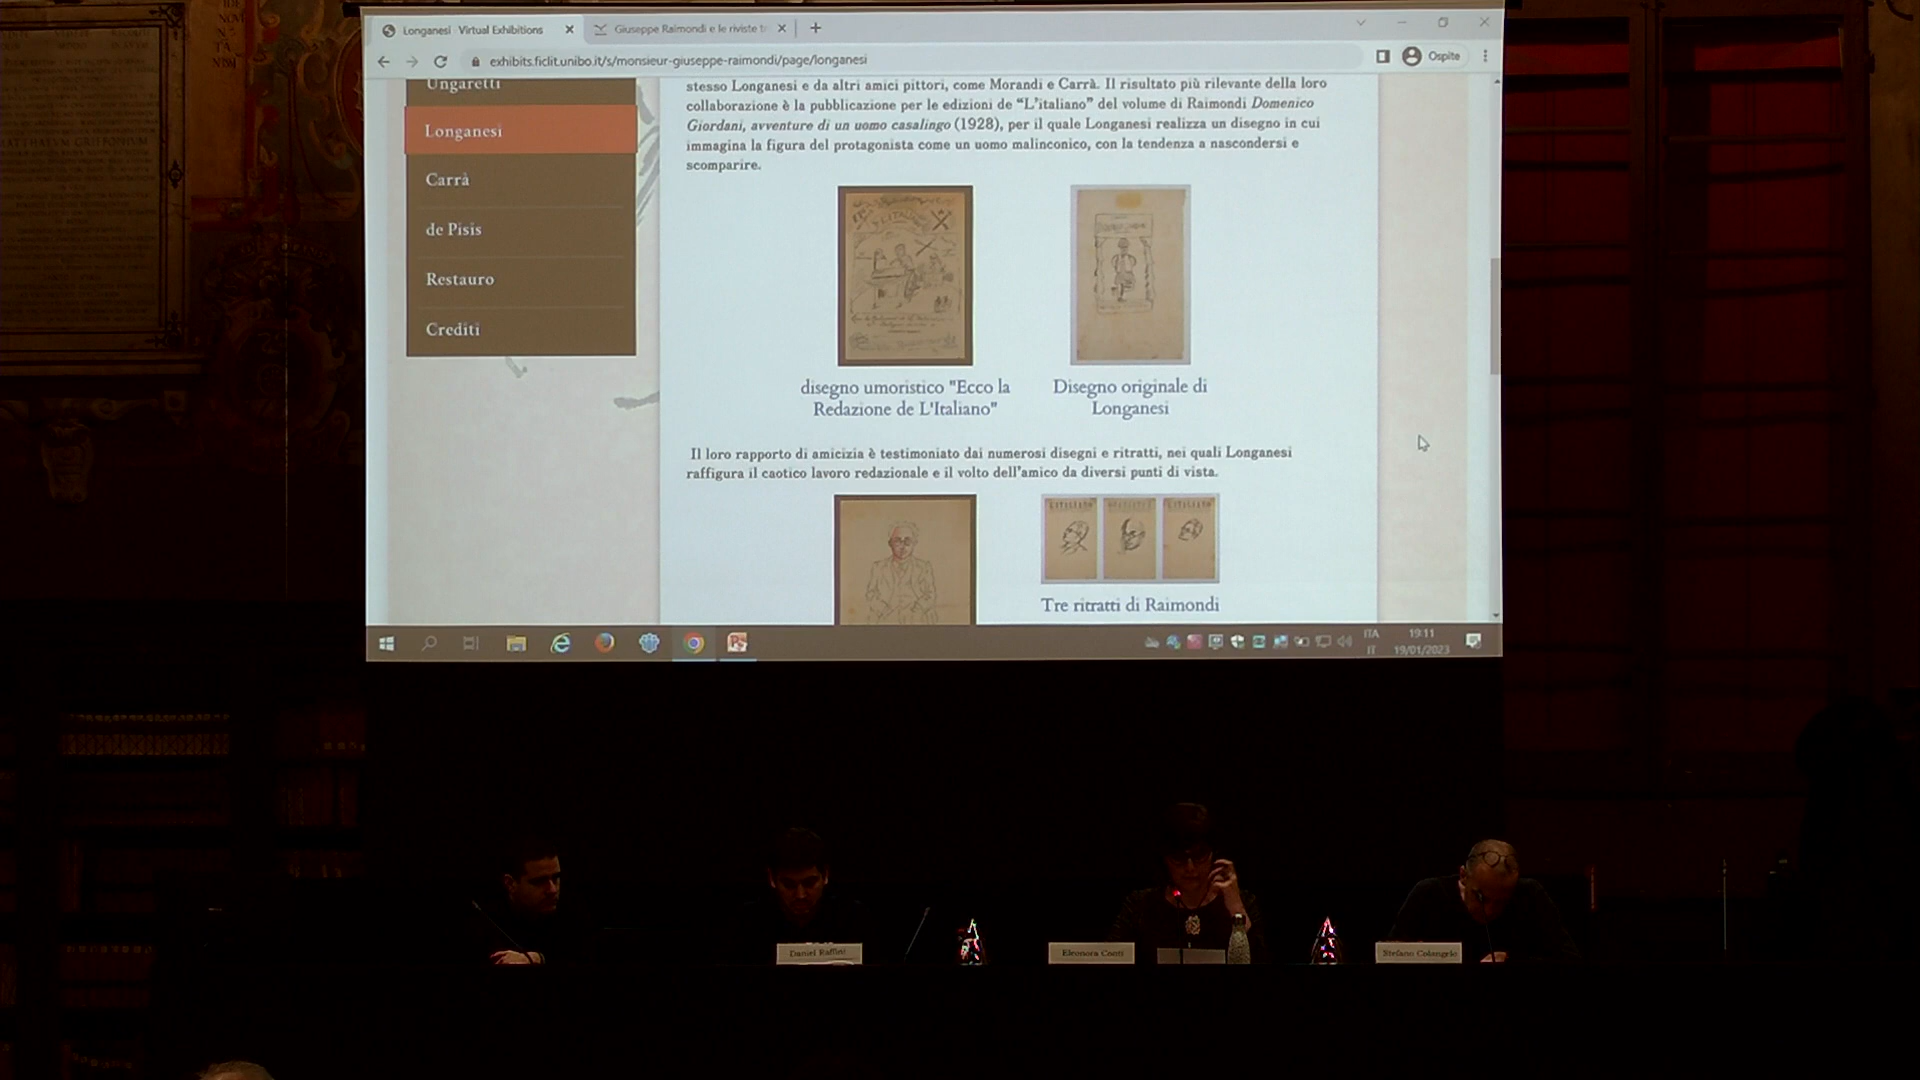 Longanesi · Virtual Exhibitions
Giuseppe Raimondi e le riviste tr
exhibits.ficlit.unibo.it/s/monsieur-giuseppe-raimondi/page/longanesi
Ospite
Ungaretti
Longanesi
Carrà
de Pisis
Restauro
Crediti
stesso Longanesi e da altri amici pittori, come Morandi e Carrà. Il risultato più rilevante della loro
collaborazione è la pubblicazione per le edizioni de “L’italiano” del volume di Raimondi Domenico
Giordani, avventure di un uomo casalingo (1928), per il quale Longanesi realizza un disegno in cui
immagina la figura del protagonista come un uomo malinconico, con la tendenza a nascondersi e
scomparire.
disegno umoristico "Ecco la
Redazione de L'Italiano"
Disegno originale di
Longanesi
Il loro rapporto di amicizia è testimoniato dai numerosi disegni e ritratti, nei quali Longanesi
raffigura il caotico lavoro redazionale e il volto dell’amico da diversi punti di vista.
Tre ritratti di Raimondi
ITA
IT
19:11
19/01/2023
Daniel Raffini
Eleonora Conti
Stefano Colangelo